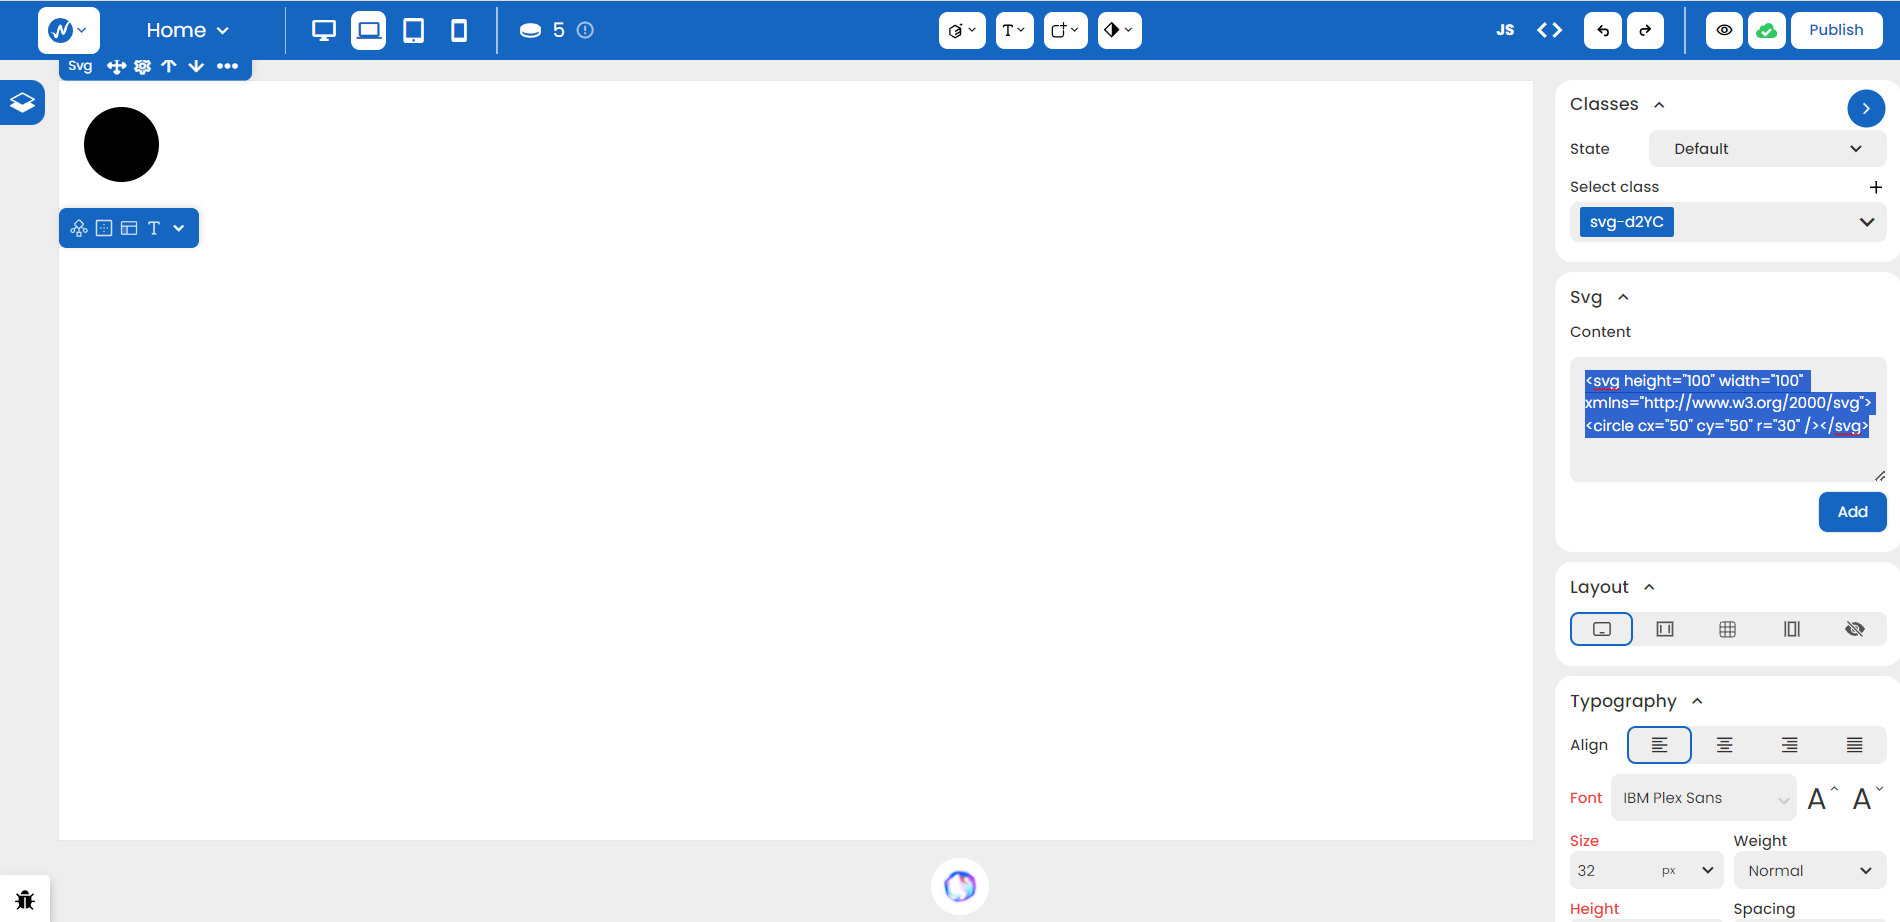 Home
5
T
JS
Publish
Svg
T
Classes
State
Default
Select class
svg-d2YC
Svg
Content
<svg height="100" width="100"
xmlns="http://www.w3.org/2000/svg">
<circle cx="50" cy="50" r="30" /></svg>
Add
Layout
Typography
Align
Font
IBM Plex Sans
A
A
Size
Weight
32
px
Normal
Height
Spacing